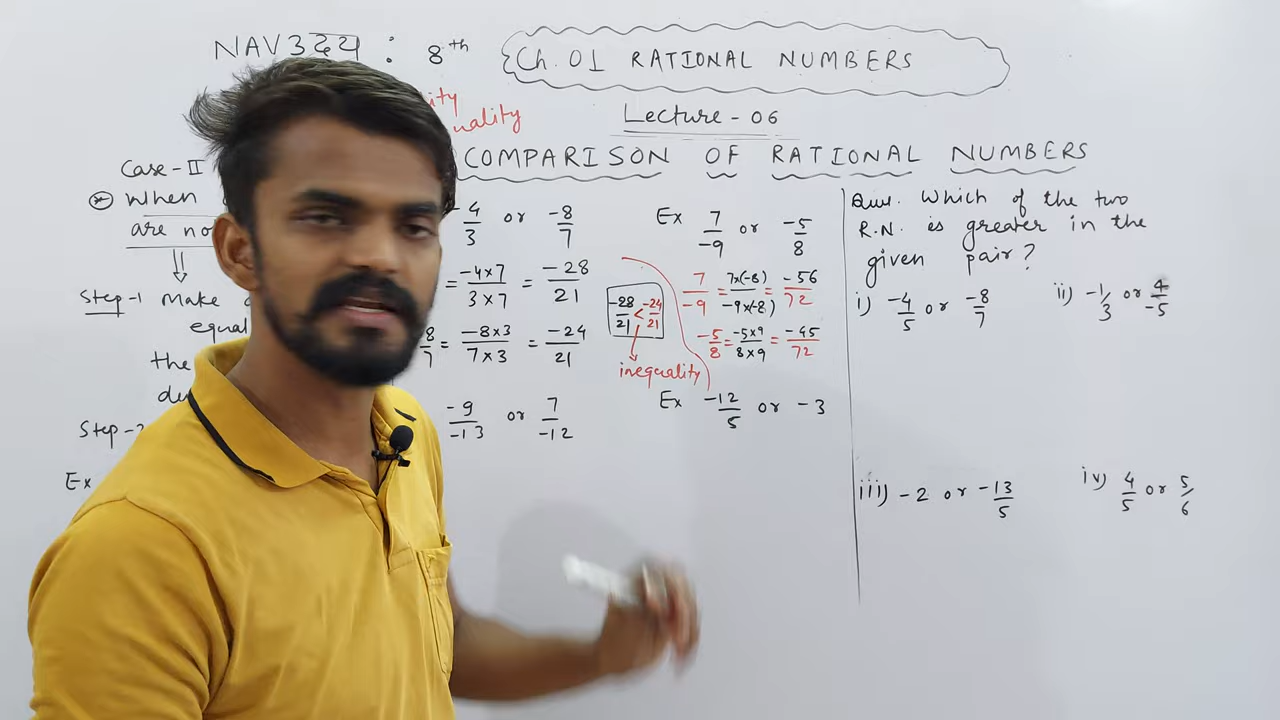 NAV324 : 8th
Ch. 01 RATIONAL NUMBERS
Lecture - 06
COMPARISON OF RATIONAL NUMBERS
Case-II
When
are no
Step-1 Make
equal
the
Step-2
Ex
-4/3 or -8/7
= -4×7/3×7 = -28/21
8/7 = -8×3/7×3 = -24/21
-28/21 < -24/21
inequality
-9/-13 or 7/-12
Ex 7/-9 or -5/8
7/-9 = 7×(-8)/-9×(-8) = -56/72
-5/8 = -5×9/8×9 = -45/72
Ex -12/5 or -3
Ques. Which of the two
R.N. is greater in the
given pair?
i) -4/5 or -8/7
ii) -1/3 or 4/-5
iii) -2 or -13/5
iv) 4/5 or 5/6